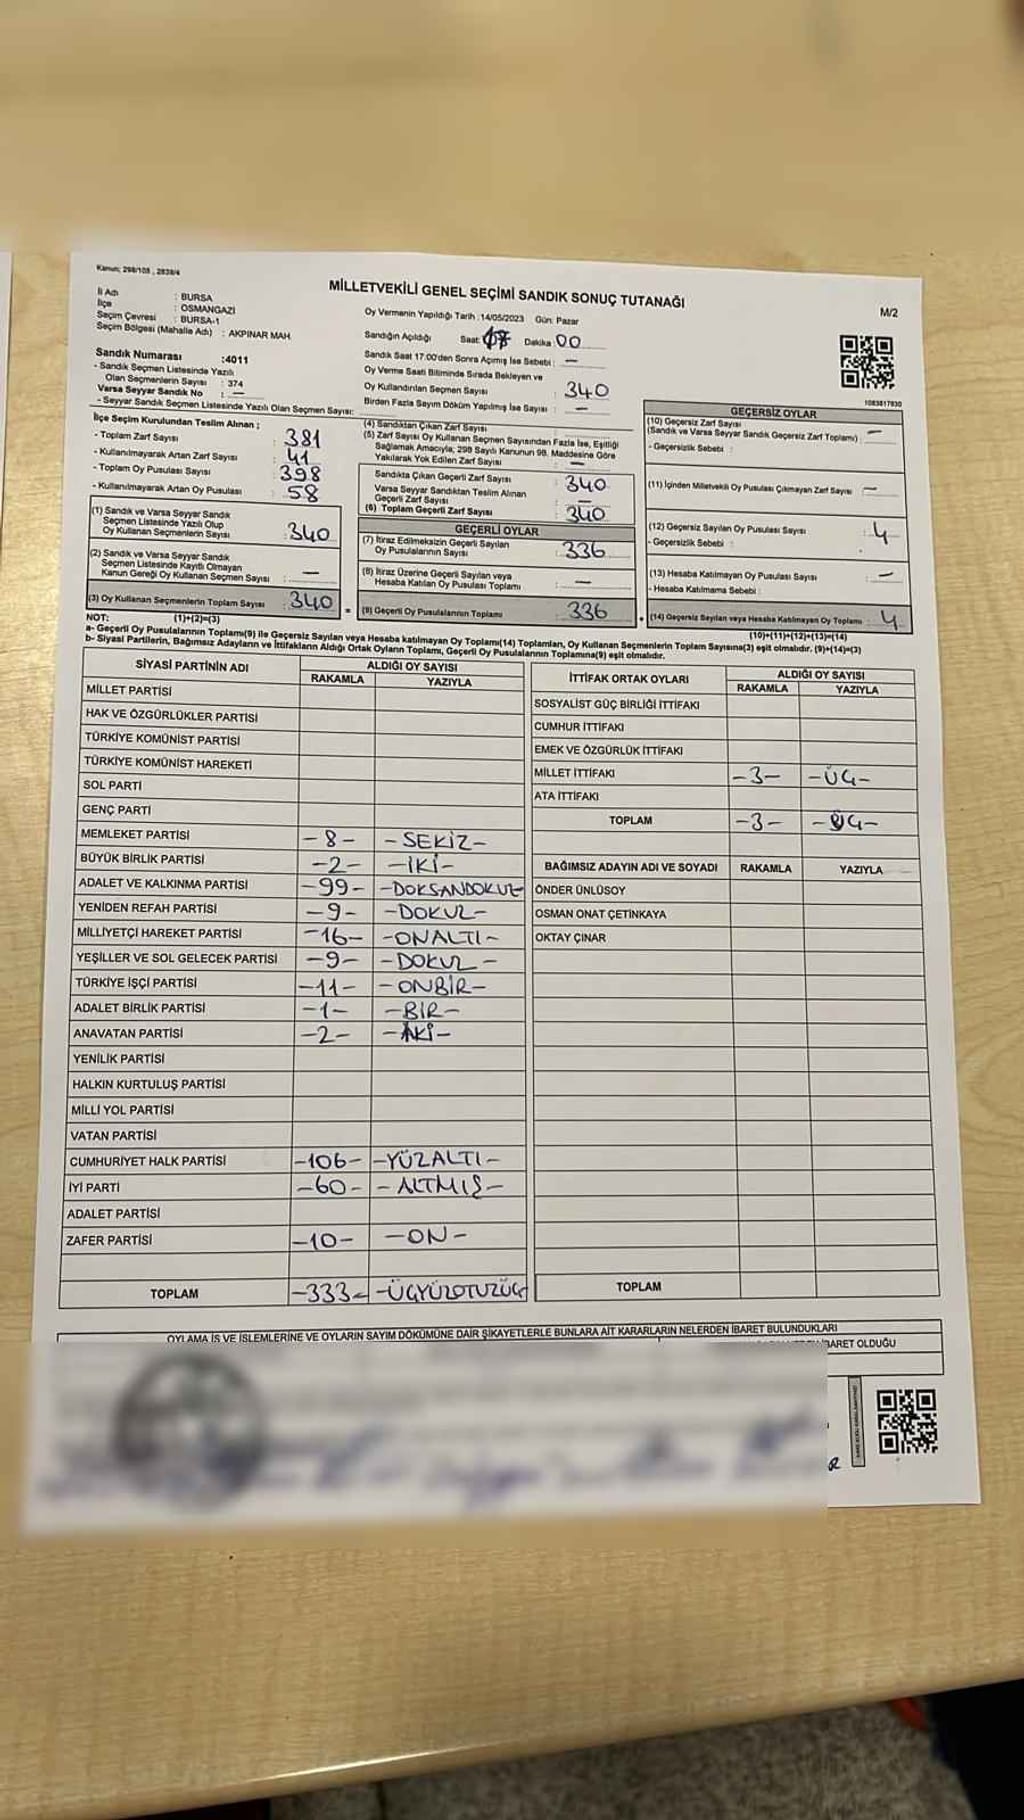 Kanun; 298/105 , 2839/4
MİLLETVEKİLİ GENEL SEÇİMİ SANDIK SONUÇ TUTANAĞI
M/2
İl Adı : BURSA
İlçe : OSMANGAZİ
Seçim Çevresi : BURSA-1
Seçim Bölgesi (Mahalle Adı) : AKPINAR MAH
Sandık Numarası :4011
- Sandık Seçmen Listesinde Yazılı
Olan Seçmenlerin Sayısı : 374
Varsa Seyyar Sandık No : —
- Seyyar Sandık Seçmen Listesinde Yazılı Olan Seçmen Sayısı:
Oy Vermenin Yapıldığı Tarih :14/05/2023 Gün: Pazar
Sandığın Açıldığı Saat: 17 Dakika: 00
Sandık Saat 17.00'den Sonra Açılmış İse Sebebi : —
Oy Verme Saati Bitiminde Sırada Bekleyen ve
Oy Kullandırılan Seçmen Sayısı 340
Birden Fazla Sayım Döküm Yapılmış İse Sayısı : —
1083817830
İlçe Seçim Kurulundan Teslim Alınan ;
- Toplam Zarf Sayısı : 381
- Kullanılmayarak Artan Zarf Sayısı : 41
- Toplam Oy Pusulası Sayısı : 398
- Kullanılmayarak Artan Oy Pusulası : 58
(1) Sandık ve Varsa Seyyar Sandık
Seçmen Listesinde Yazılı Olup
Oy Kullanan Seçmenlerin Sayısı : 340
(2) Sandık ve Varsa Seyyar Sandık
Seçmen Listesinde Kayıtlı Olmayan
Kanun Gereği Oy Kullanan Seçmen Sayısı : —
(3) Oy Kullanan Seçmenlerin Toplam Sayısı : 340
(1)+(2)=(3)
(4) Sandıktan Çıkan Zarf Sayısı
(5) Zarf Sayısı Oy Kullanan Seçmen Sayısından Fazla İse, Eşitliği
Sağlamak Amacıyla; 298 Sayılı Kanunun 98. Maddesine Göre
Yakılarak Yok Edilen Zarf Sayısı : —
Sandıkta Çıkan Geçerli Zarf Sayısı : 340
Varsa Seyyar Sandıktan Teslim Alınan
Geçerli Zarf Sayısı : —
(6) Toplam Geçerli Zarf Sayısı : 340
GEÇERLİ OYLAR
(7) İtiraz Edilmeksizin Geçerli Sayılan
Oy Pusulalarının Sayısı : 336
(8) İtiraz Üzerine Geçerli Sayılan veya
Hesaba Katılan Oy Pusulası Toplamı : —
= (9) Geçerli Oy Pusulalarının Toplamı : 336
GEÇERSİZ OYLAR
(10) Geçersiz Zarf Sayısı
(Sandık ve Varsa Seyyar Sandık Geçersiz Zarf Toplamı) : —
- Geçersizlik Sebebi :
(11) İçinden Milletvekili Oy Pusulası Çıkmayan Zarf Sayısı : —
(12) Geçersiz Sayılan Oy Pusulası Sayısı : 4
- Geçersizlik Sebebi :
(13) Hesaba Katılmayan Oy Pusulası Sayısı : —
- Hesaba Katılmama Sebebi :
+ (14) Geçersiz Sayılan veya Hesaba Katılmayan Oy Toplamı : 4
(10)+(11)+(12)+(13)=(14)
NOT:
a- Geçerli Oy Pusulalarının Toplamı(9) ile Geçersiz Sayılan veya Hesaba katılmayan Oy Toplamı(14) Toplamları, Oy Kullanan Seçmenlerin Toplam Sayısına(3) eşit olmalıdır. (9)+(14)=(3)
b- Siyasi Partilerin, Bağımsız Adayların ve İttifakların Aldığı Ortak Oyların Toplamı, Geçerli Oy Pusulalarının Toplamına(9) eşit olmalıdır.
SİYASİ PARTİNİN ADI ALDIĞI OY SAYISI
RAKAMLA YAZIYLA
MİLLET PARTİSİ
HAK VE ÖZGÜRLÜKLER PARTİSİ
TÜRKİYE KOMÜNİST PARTİSİ
TÜRKİYE KOMÜNİST HAREKETİ
SOL PARTİ
GENÇ PARTİ
MEMLEKET PARTİSİ -8- -SEKİZ-
BÜYÜK BİRLİK PARTİSİ -2- -İKİ-
ADALET VE KALKINMA PARTİSİ -99- -DOKSANDOKUZ
YENİDEN REFAH PARTİSİ -9- -DOKUZ-
MİLLİYETÇİ HAREKET PARTİSİ -16- -ONALTI-
YEŞİLLER VE SOL GELECEK PARTİSİ -9- -DOKUZ-
TÜRKİYE İŞÇİ PARTİSİ -11- -ONBİR-
ADALET BİRLİK PARTİSİ -1- -BİR-
ANAVATAN PARTİSİ -2- -İKİ-
YENİLİK PARTİSİ
HALKIN KURTULUŞ PARTİSİ
MİLLİ YOL PARTİSİ
VATAN PARTİSİ
CUMHURİYET HALK PARTİSİ -106- -YÜZALTI-
İYİ PARTİ -60- -ALTMIŞ-
ADALET PARTİSİ
ZAFER PARTİSİ -10- -ON-
TOPLAM -333- -ÜÇYÜZOTUZÜÇ
İTTİFAK ORTAK OYLARI ALDIĞI OY SAYISI
RAKAMLA YAZIYLA
SOSYALİST GÜÇ BİRLİĞİ İTTİFAKI
CUMHUR İTTİFAKI
EMEK VE ÖZGÜRLÜK İTTİFAKI
MİLLET İTTİFAKI -3- -ÜÇ-
ATA İTTİFAKI
TOPLAM -3- -ÜÇ-
BAĞIMSIZ ADAYIN ADI VE SOYADI RAKAMLA YAZIYLA
ÖNDER ÜNLÜSOY
OSMAN ONAT ÇETİNKAYA
OKTAY ÇINAR
TOPLAM
OYLAMA İŞ VE İŞLEMLERİNE VE OYLARIN SAYIM DÖKÜMÜNE DAİR ŞİKAYETLERLE BUNLARA AİT KARARLARIN NELERDEN İBARET BULUNDUKLARI
İBARET OLDUĞU